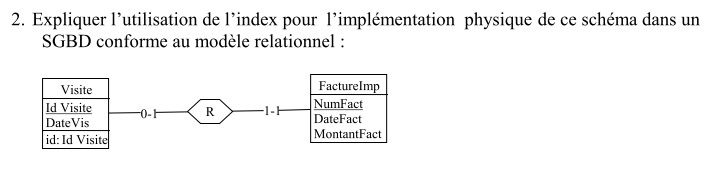 2. Expliquer l’utilisation de l’index pour l’implémentation physique de ce schéma dans un
SGBD conforme au modèle relationnel :
Visite
Id Visite
DateVis
id: Id Visite
0-1
R
1-1
FactureImp
NumFact
DateFact
MontantFact